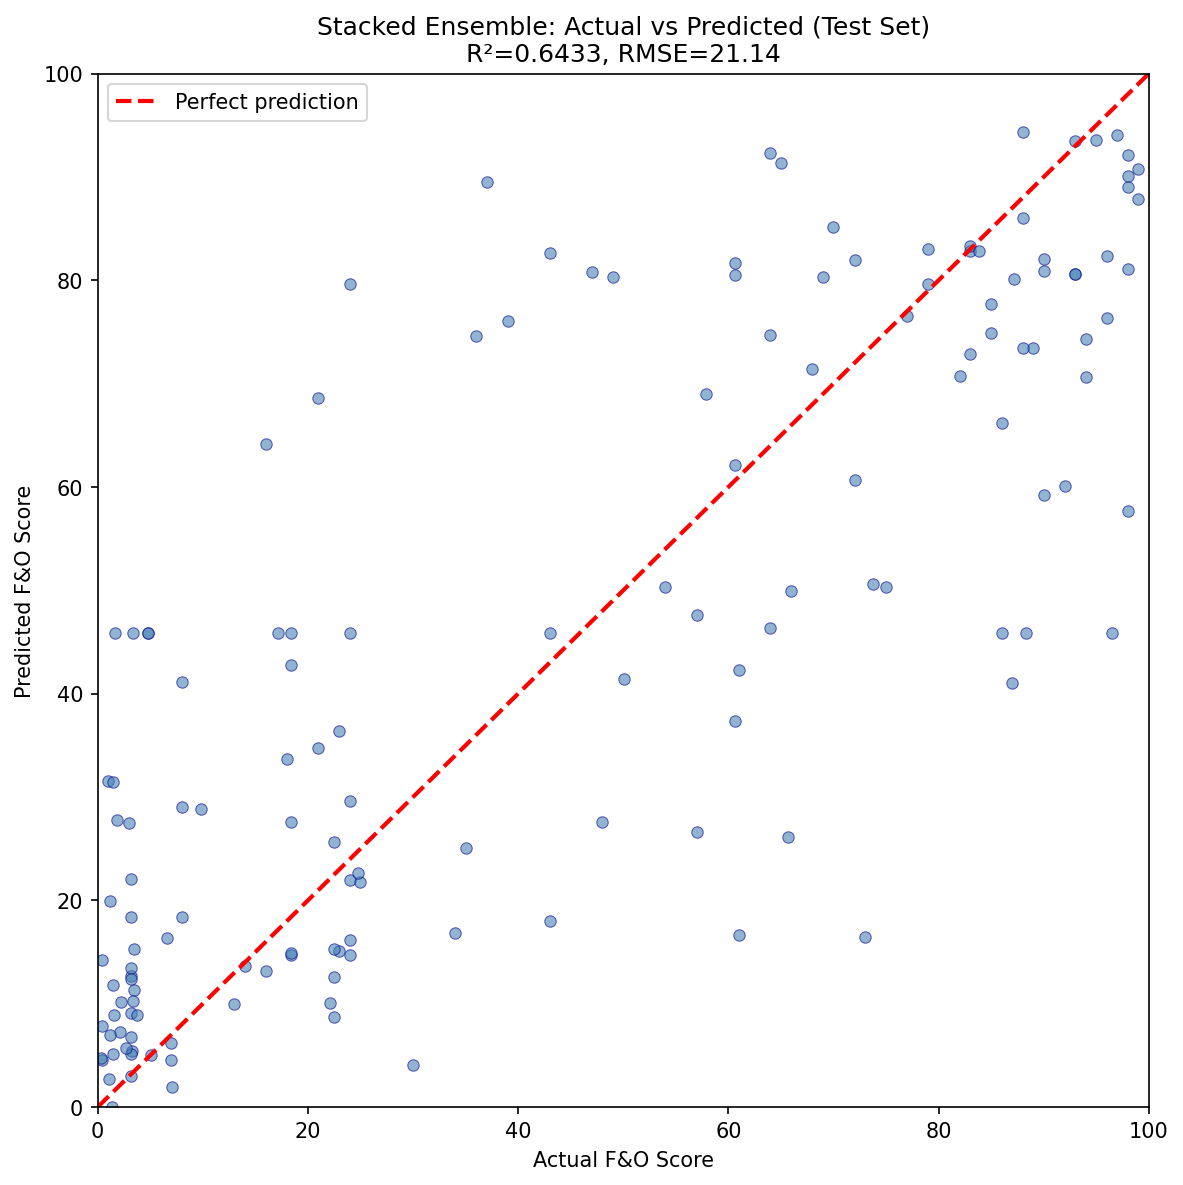 Stacked Ensemble: Actual vs Predicted (Test Set)
R²=0.6433, RMSE=21.14
Perfect prediction
100
80
60
40
20
0
Predicted F&O Score
0 20 40 60 80 100
Actual F&O Score